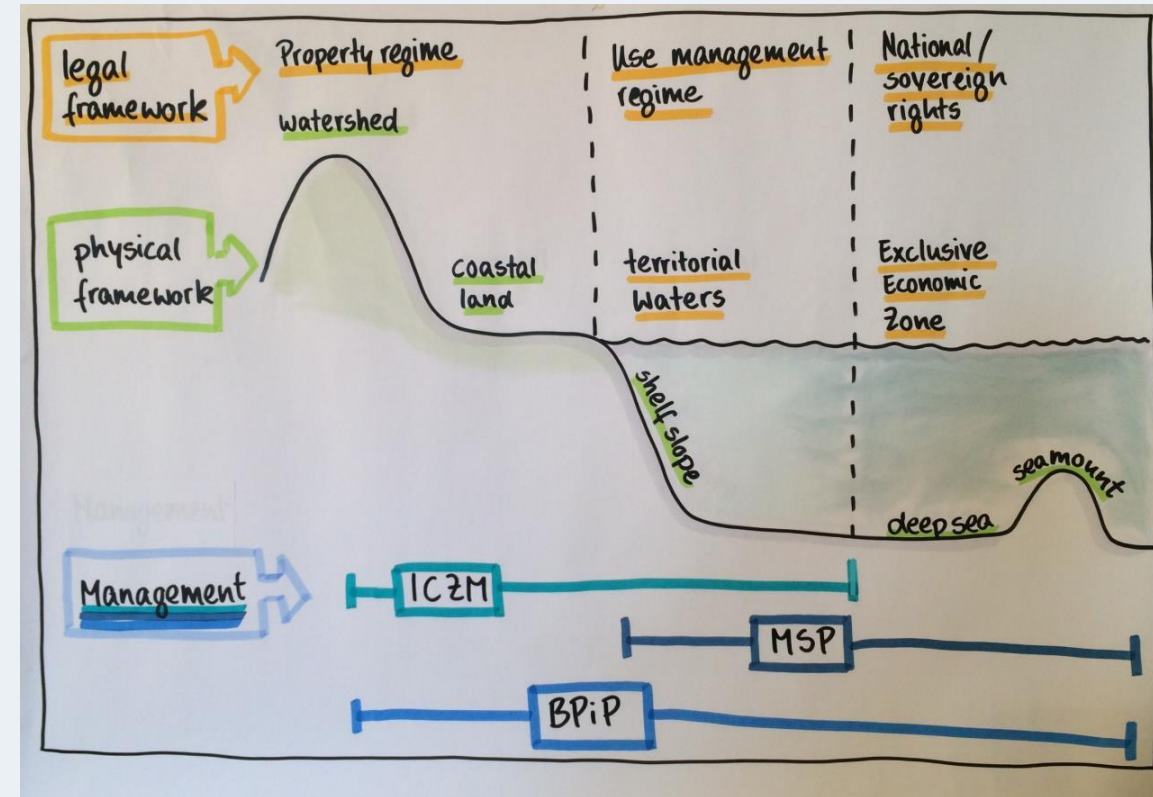 legal
framework
Property regime
Use management
regime
National/
sovereign
rights
watershed
physical
framework
coastal
land
territorial
Waters
Exclusive
Economic
Zone
shelf slope
seamount
deep sea
Management
Management
ICZM
MSP
BPiP